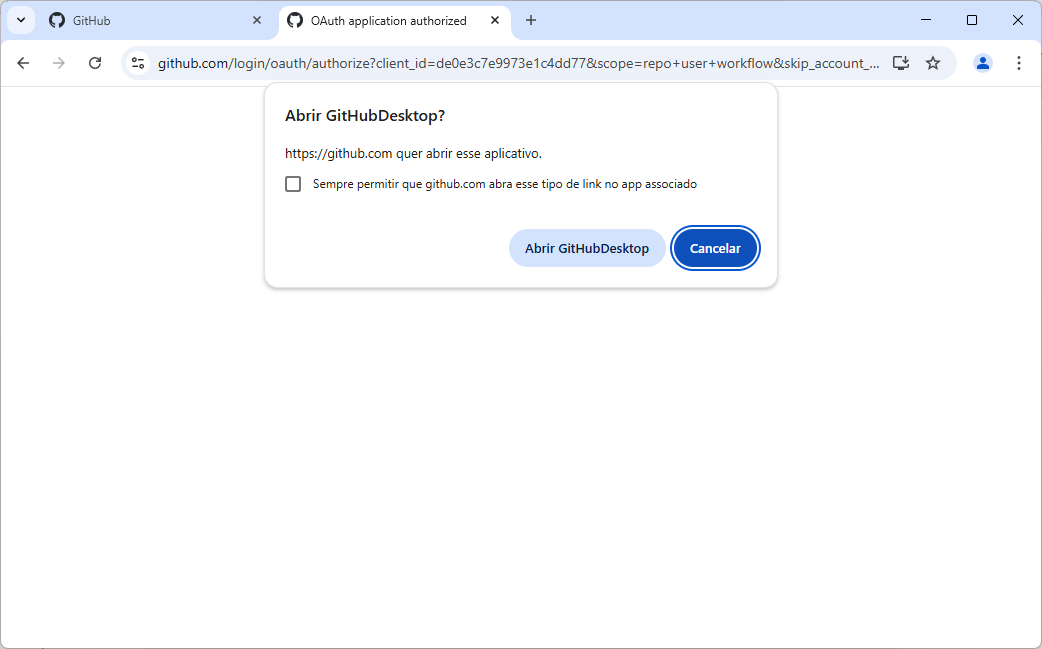 GitHub
OAuth application authorized
github.com/login/oauth/authorize?client_id=de0e3c7e9973e1c4dd77&scope=repo+user+workflow&skip_account_...
Abrir GitHubDesktop?
https://github.com quer abrir esse aplicativo.
Sempre permitir que github.com abra esse tipo de link no app associado
Abrir GitHubDesktop
Cancelar